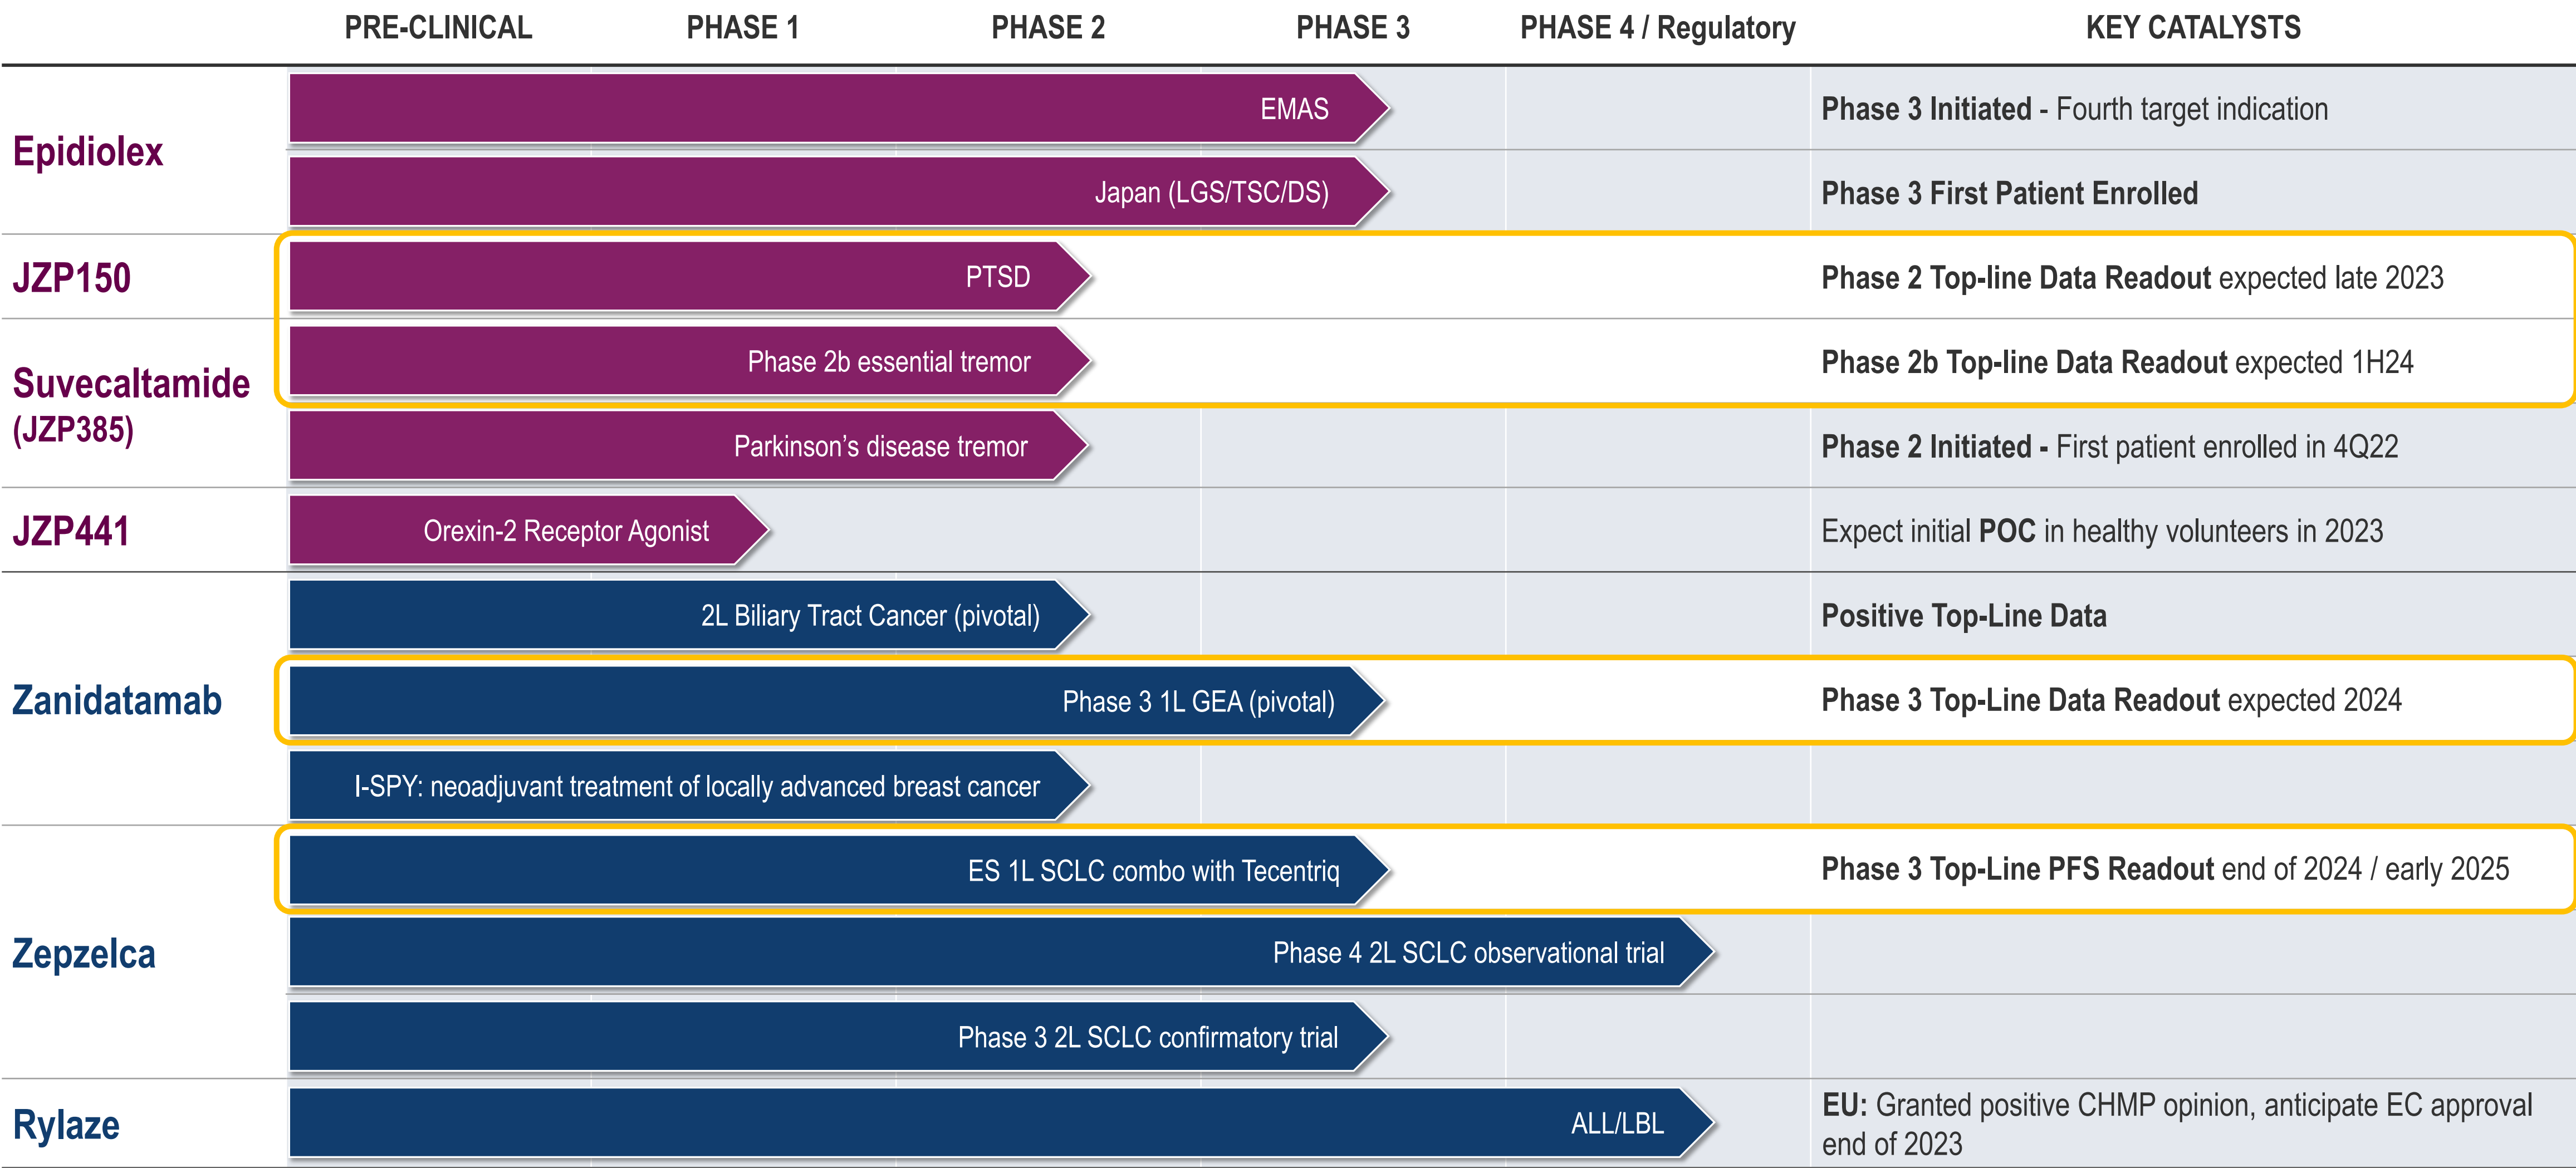 PRE-CLINICAL PHASE 1 PHASE 2 PHASE 3 PHASE 4 / Regulatory KEY CATALYSTS
Epidiolex
EMAS
Phase 3 Initiated - Fourth target indication
Japan (LGS/TSC/DS)
Phase 3 First Patient Enrolled
JZP150
PTSD
Phase 2 Top-line Data Readout expected late 2023
Suvecaltamide
(JZP385)
Phase 2b essential tremor
Phase 2b Top-line Data Readout expected 1H24
Parkinson’s disease tremor
Phase 2 Initiated - First patient enrolled in 4Q22
JZP441
Orexin-2 Receptor Agonist
Expect initial POC in healthy volunteers in 2023
Zanidatamab
2L Biliary Tract Cancer (pivotal)
Positive Top-Line Data
Phase 3 1L GEA (pivotal)
Phase 3 Top-Line Data Readout expected 2024
I-SPY: neoadjuvant treatment of locally advanced breast cancer
Zepzelca
ES 1L SCLC combo with Tecentriq
Phase 3 Top-Line PFS Readout end of 2024 / early 2025
Phase 4 2L SCLC observational trial
Phase 3 2L SCLC confirmatory trial
Rylaze
ALL/LBL
EU: Granted positive CHMP opinion, anticipate EC approval
end of 2023